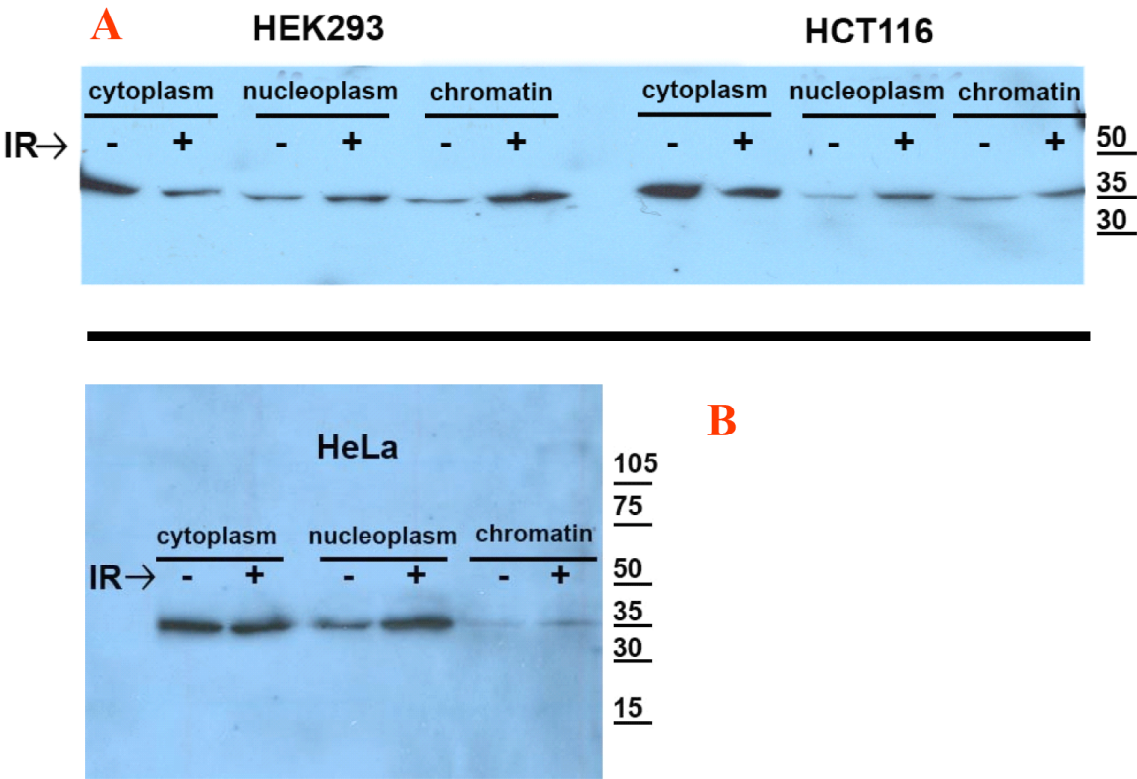 A
HEK293
HCT116
cytoplasm nucleoplasm chromatin cytoplasm nucleoplasm chromatin
IR→ - + - + - + - + - + - +
50
35
30
B
HeLa
105
75
cytoplasm nucleoplasm chromatin
IR→ - + - + - +
50
35
30
15